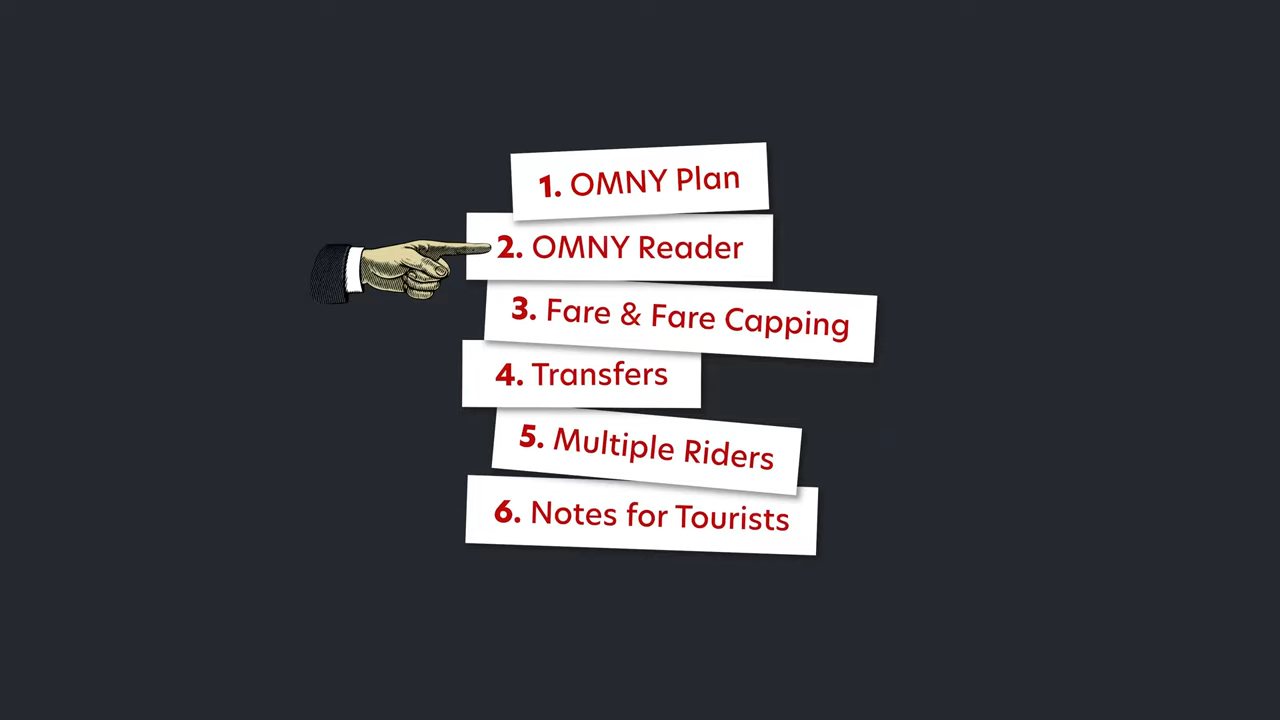 1. OMNY Plan
2. OMNY Reader
3. Fare & Fare Capping
4. Transfers
5. Multiple Riders
6. Notes for Tourists